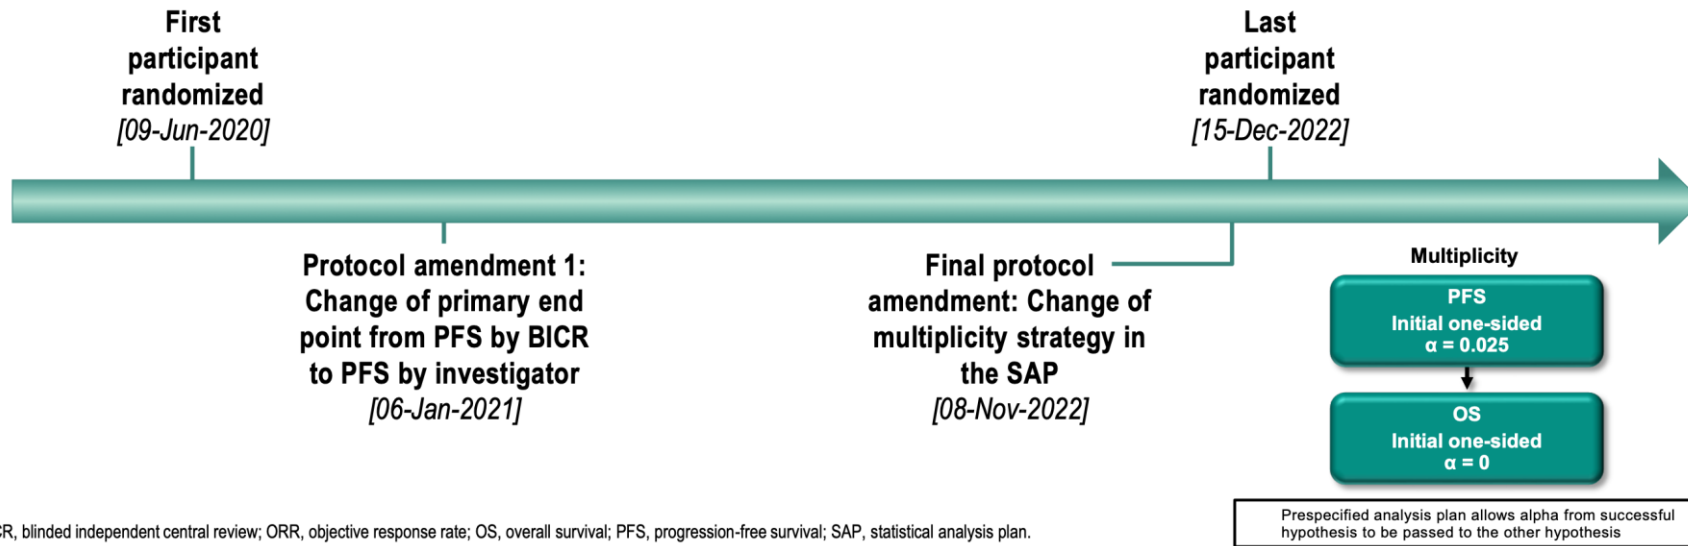 First
participant
randomized
[09-Jun-2020]
Last
participant
randomized
[15-Dec-2022]
Protocol amendment 1:
Change of primary end
point from PFS by BICR
to PFS by investigator
[06-Jan-2021]
Final protocol
amendment: Change of
multiplicity strategy in
the SAP
[08-Nov-2022]
Multiplicity
PFS
Initial one-sided
α = 0.025
OS
Initial one-sided
α = 0
Prespecified analysis plan allows alpha from successful
hypothesis to be passed to the other hypothesis
CR, blinded independent central review; ORR, objective response rate; OS, overall survival; PFS, progression-free survival; SAP, statistical analysis plan.